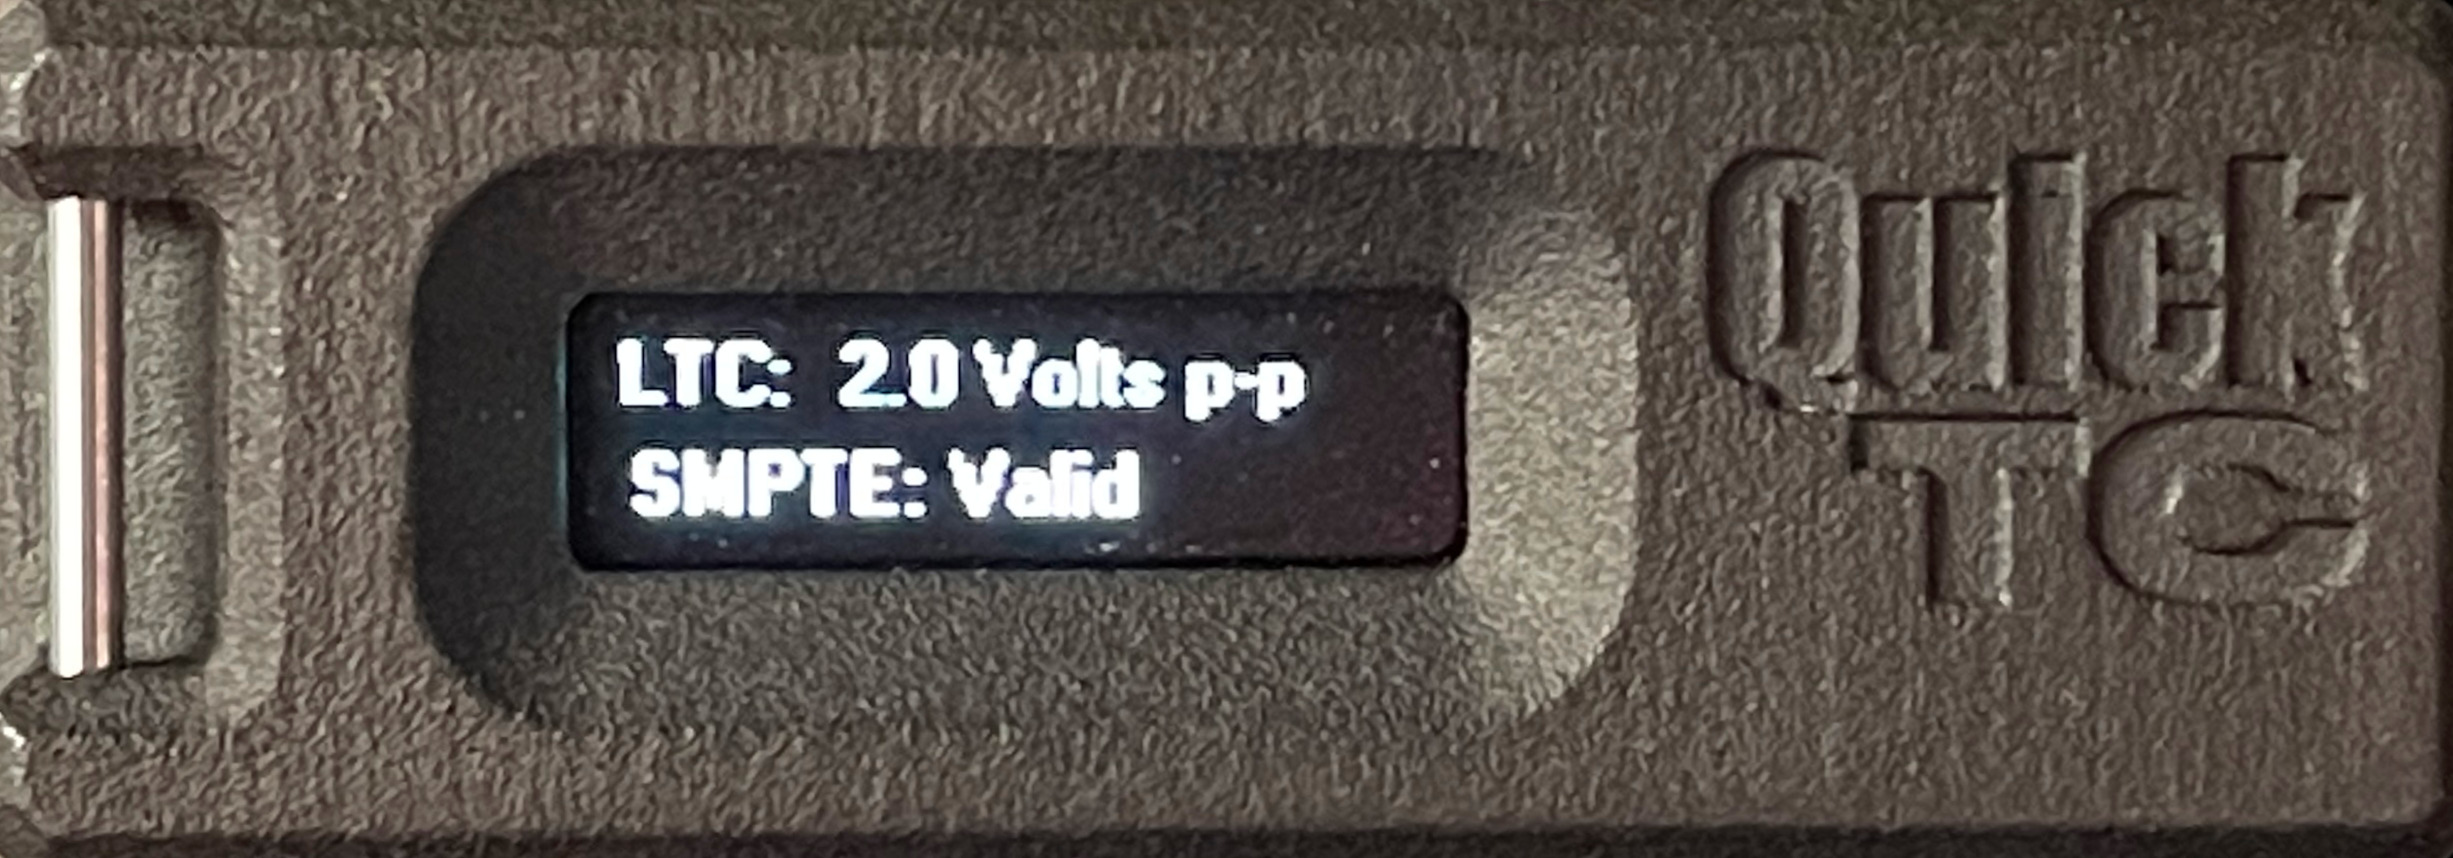 LTC: 2.0 Volts p-p
SMPTE: Valid
Quick
TC